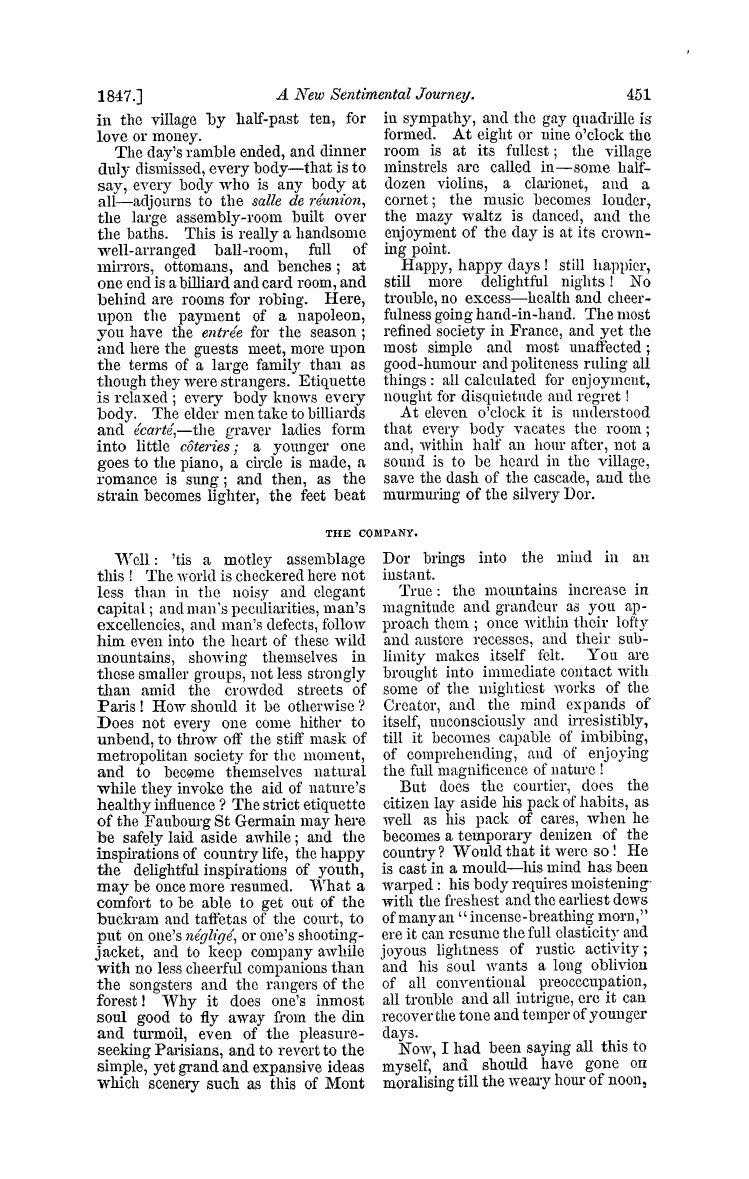 1847.] A New Sentimental Journey. 451
in the village by half-past ten, for
love or money.
The day's ramble ended, and dinner
duly dismissed, every body—that is to
say, every body who is any body at
all—adjourns to the salle de réunion,
the large assembly-room built over
the baths. This is really a handsome
well-arranged ball-room, full of
mirrors, ottomans, and benches; at
one end is a billiard and card room, and
behind are rooms for robing. Here,
upon the payment of a napoleon,
you have the entrée for the season;
and here the guests meet, more upon
the terms of a large family than as
though they were strangers. Etiquette
is relaxed; every body knows every
body. The elder men take to billiards
and écarté,—the graver ladies form
into little côteries; a younger one
goes to the piano, a circle is made, a
romance is sung; and then, as the
strain becomes lighter, the feet beat
in sympathy, and the gay quadrille is
formed. At eight or nine o'clock the
room is at its fullest; the village
minstrels are called in—some half-
dozen violins, a clarionet, and a
cornet; the music becomes louder,
the mazy waltz is danced, and the
enjoyment of the day is at its crown-
ing point.
Happy, happy days! still happier,
still more delightful nights! No
trouble, no excess—health and cheer-
fulness going hand-in-hand. The most
refined society in France, and yet the
most simple and most unaffected;
good-humour and politeness ruling all
things: all calculated for enjoyment,
nought for disquietude and regret!
At eleven o'clock it is understood
that every body vacates the room;
and, within half an hour after, not a
sound is to be heard in the village,
save the dash of the cascade, and the
murmuring of the silvery Dor.
THE COMPANY.
Well: 'tis a motley assemblage
this! The world is checkered here not
less than in the noisy and elegant
capital; and man's peculiarities, man's
excellencies, and man's defects, follow
him even into the heart of these wild
mountains, showing themselves in
these smaller groups, not less strongly
than amid the crowded streets of
Paris! How should it be otherwise?
Does not every one come hither to
unbend, to throw off the stiff mask of
metropolitan society for the moment,
and to become themselves natural
while they invoke the aid of nature's
healthy influence? The strict etiquette
of the Faubourg St Germain may here
be safely laid aside awhile; and the
inspirations of country life, the happy
the delightful inspirations of youth,
may be once more resumed. What a
comfort to be able to get out of the
buckram and taffetas of the court, to
put on one's négligé, or one's shooting-
jacket, and to keep company awhile
with no less cheerful companions than
the songsters and the rangers of the
forest! Why it does one's inmost
soul good to fly away from the din
and turmoil, even of the pleasure-
seeking Parisians, and to revert to the
simple, yet grand and expansive ideas
which scenery such as this of Mont
Dor brings into the mind in an
instant.
True: the mountains increase in
magnitude and grandeur as you ap-
proach them; once within their lofty
and austere recesses, and their sub-
limity makes itself felt. You are
brought into immediate contact with
some of the mightiest works of the
Creator, and the mind expands of
itself, unconsciously and irresistibly,
till it becomes capable of imbibing,
of comprehending, and of enjoying
the full magnificence of nature!
But does the courtier, does the
citizen lay aside his pack of habits, as
well as his pack of cares, when he
becomes a temporary denizen of the
country? Would that it were so! He
is cast in a mould—his mind has been
warped: his body requires moistening
with the freshest and the earliest dews
of many an "incense-breathing morn,"
ere it can resume the full elasticity and
joyous lightness of rustic activity;
and his soul wants a long oblivion
of all conventional preocccupation,
all trouble and all intrigue, ere it can
recover the tone and temper of younger
days.
Now, I had been saying all this to
myself, and should have gone on
moralising till the weary hour of noon,